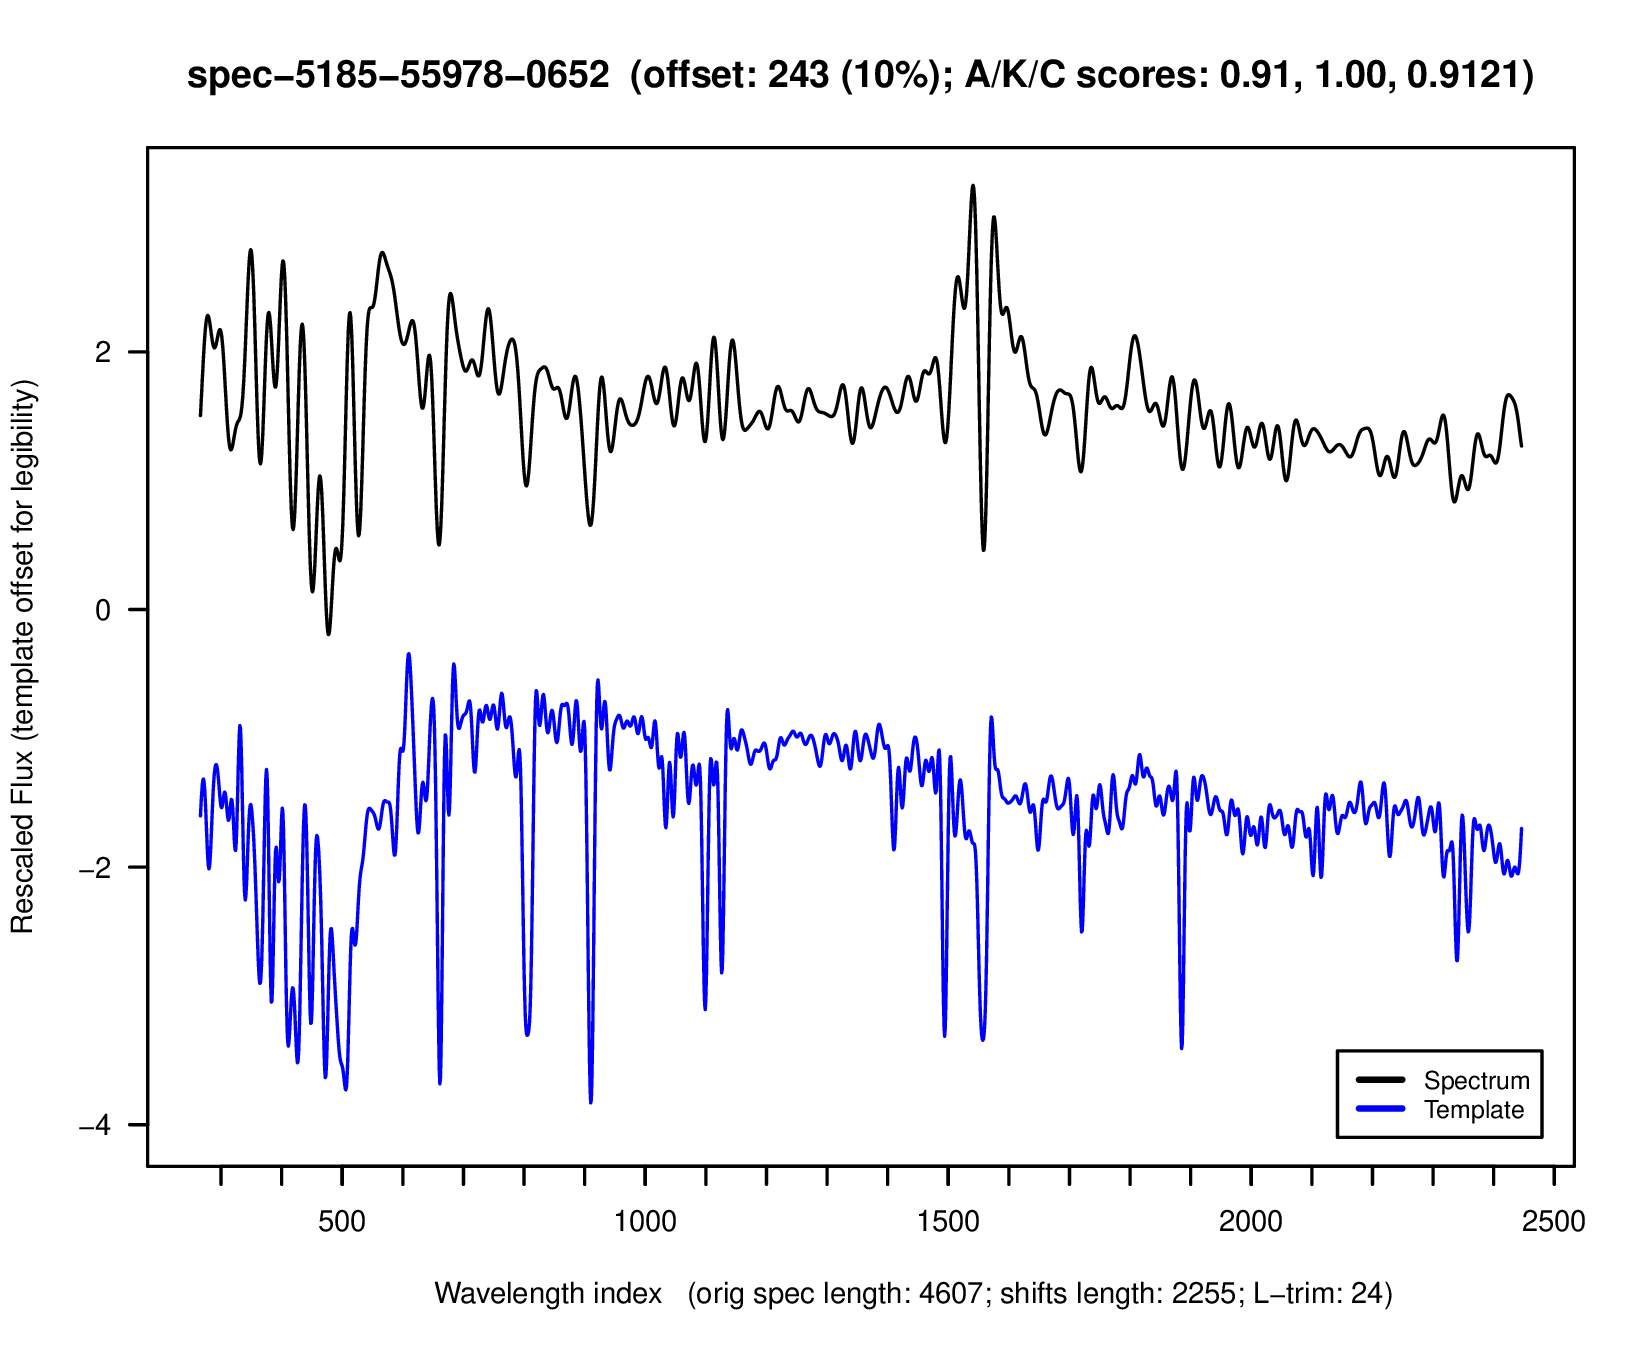 spec−5185−55978−0652 (offset: 243 (10%); A/K/C scores: 0.91, 1.00, 0.9121)
Rescaled Flux (template offset for legibility)
2
0
−2
−4
Spectrum
Template
500 1000 1500 2000 2500
Wavelength index (orig spec length: 4607; shifts length: 2255; L−trim: 24)